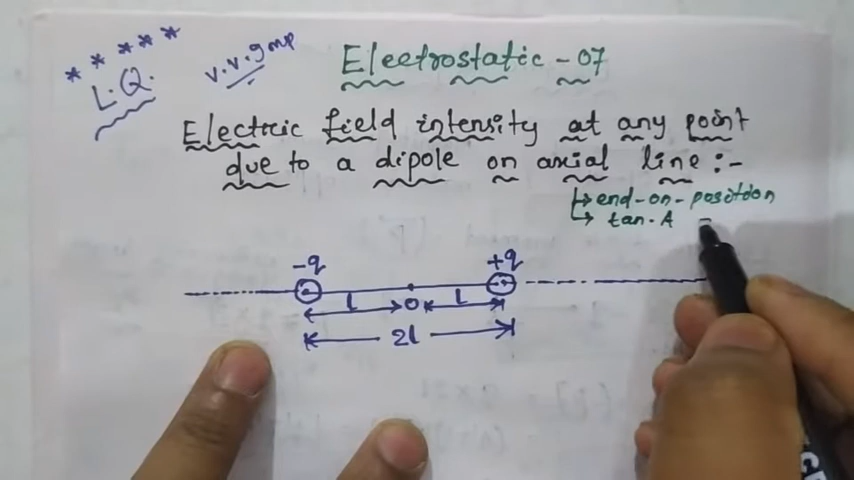 * * * * *
L.Q.
v.v.gmp
Electrostatic - 07
Electric field intensity at any point
due to a dipole on axial line :-
→ end-on-position
→ tan. A
-q +q
l O l
2l